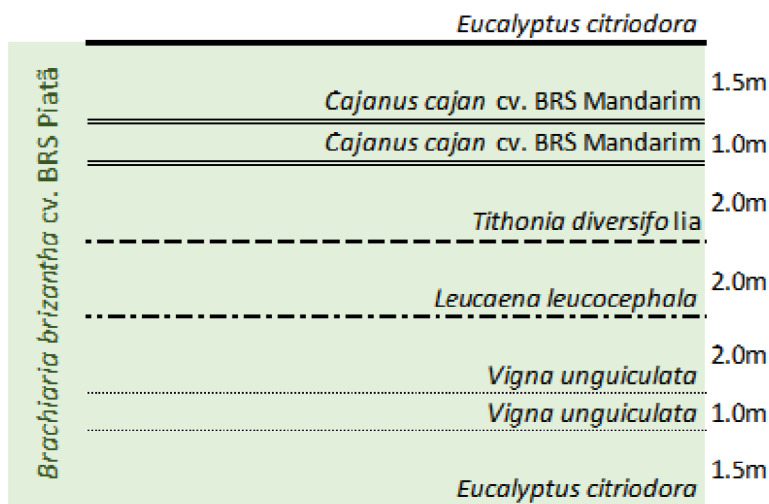 Eucalyptus citriodora
1.5m
Cajanus cajan cv. BRS Mandarim
Cajanus cajan cv. BRS Mandarim
1.0m
2.0m
Tithonia diversifo lia
2.0m
Leucaena leucocephala
2.0m
Vigna unguiculata
Vigna unguiculata
1.0m
1.5m
Eucalyptus citriodora
Brachiaria brizantha cv. BRS Piatã